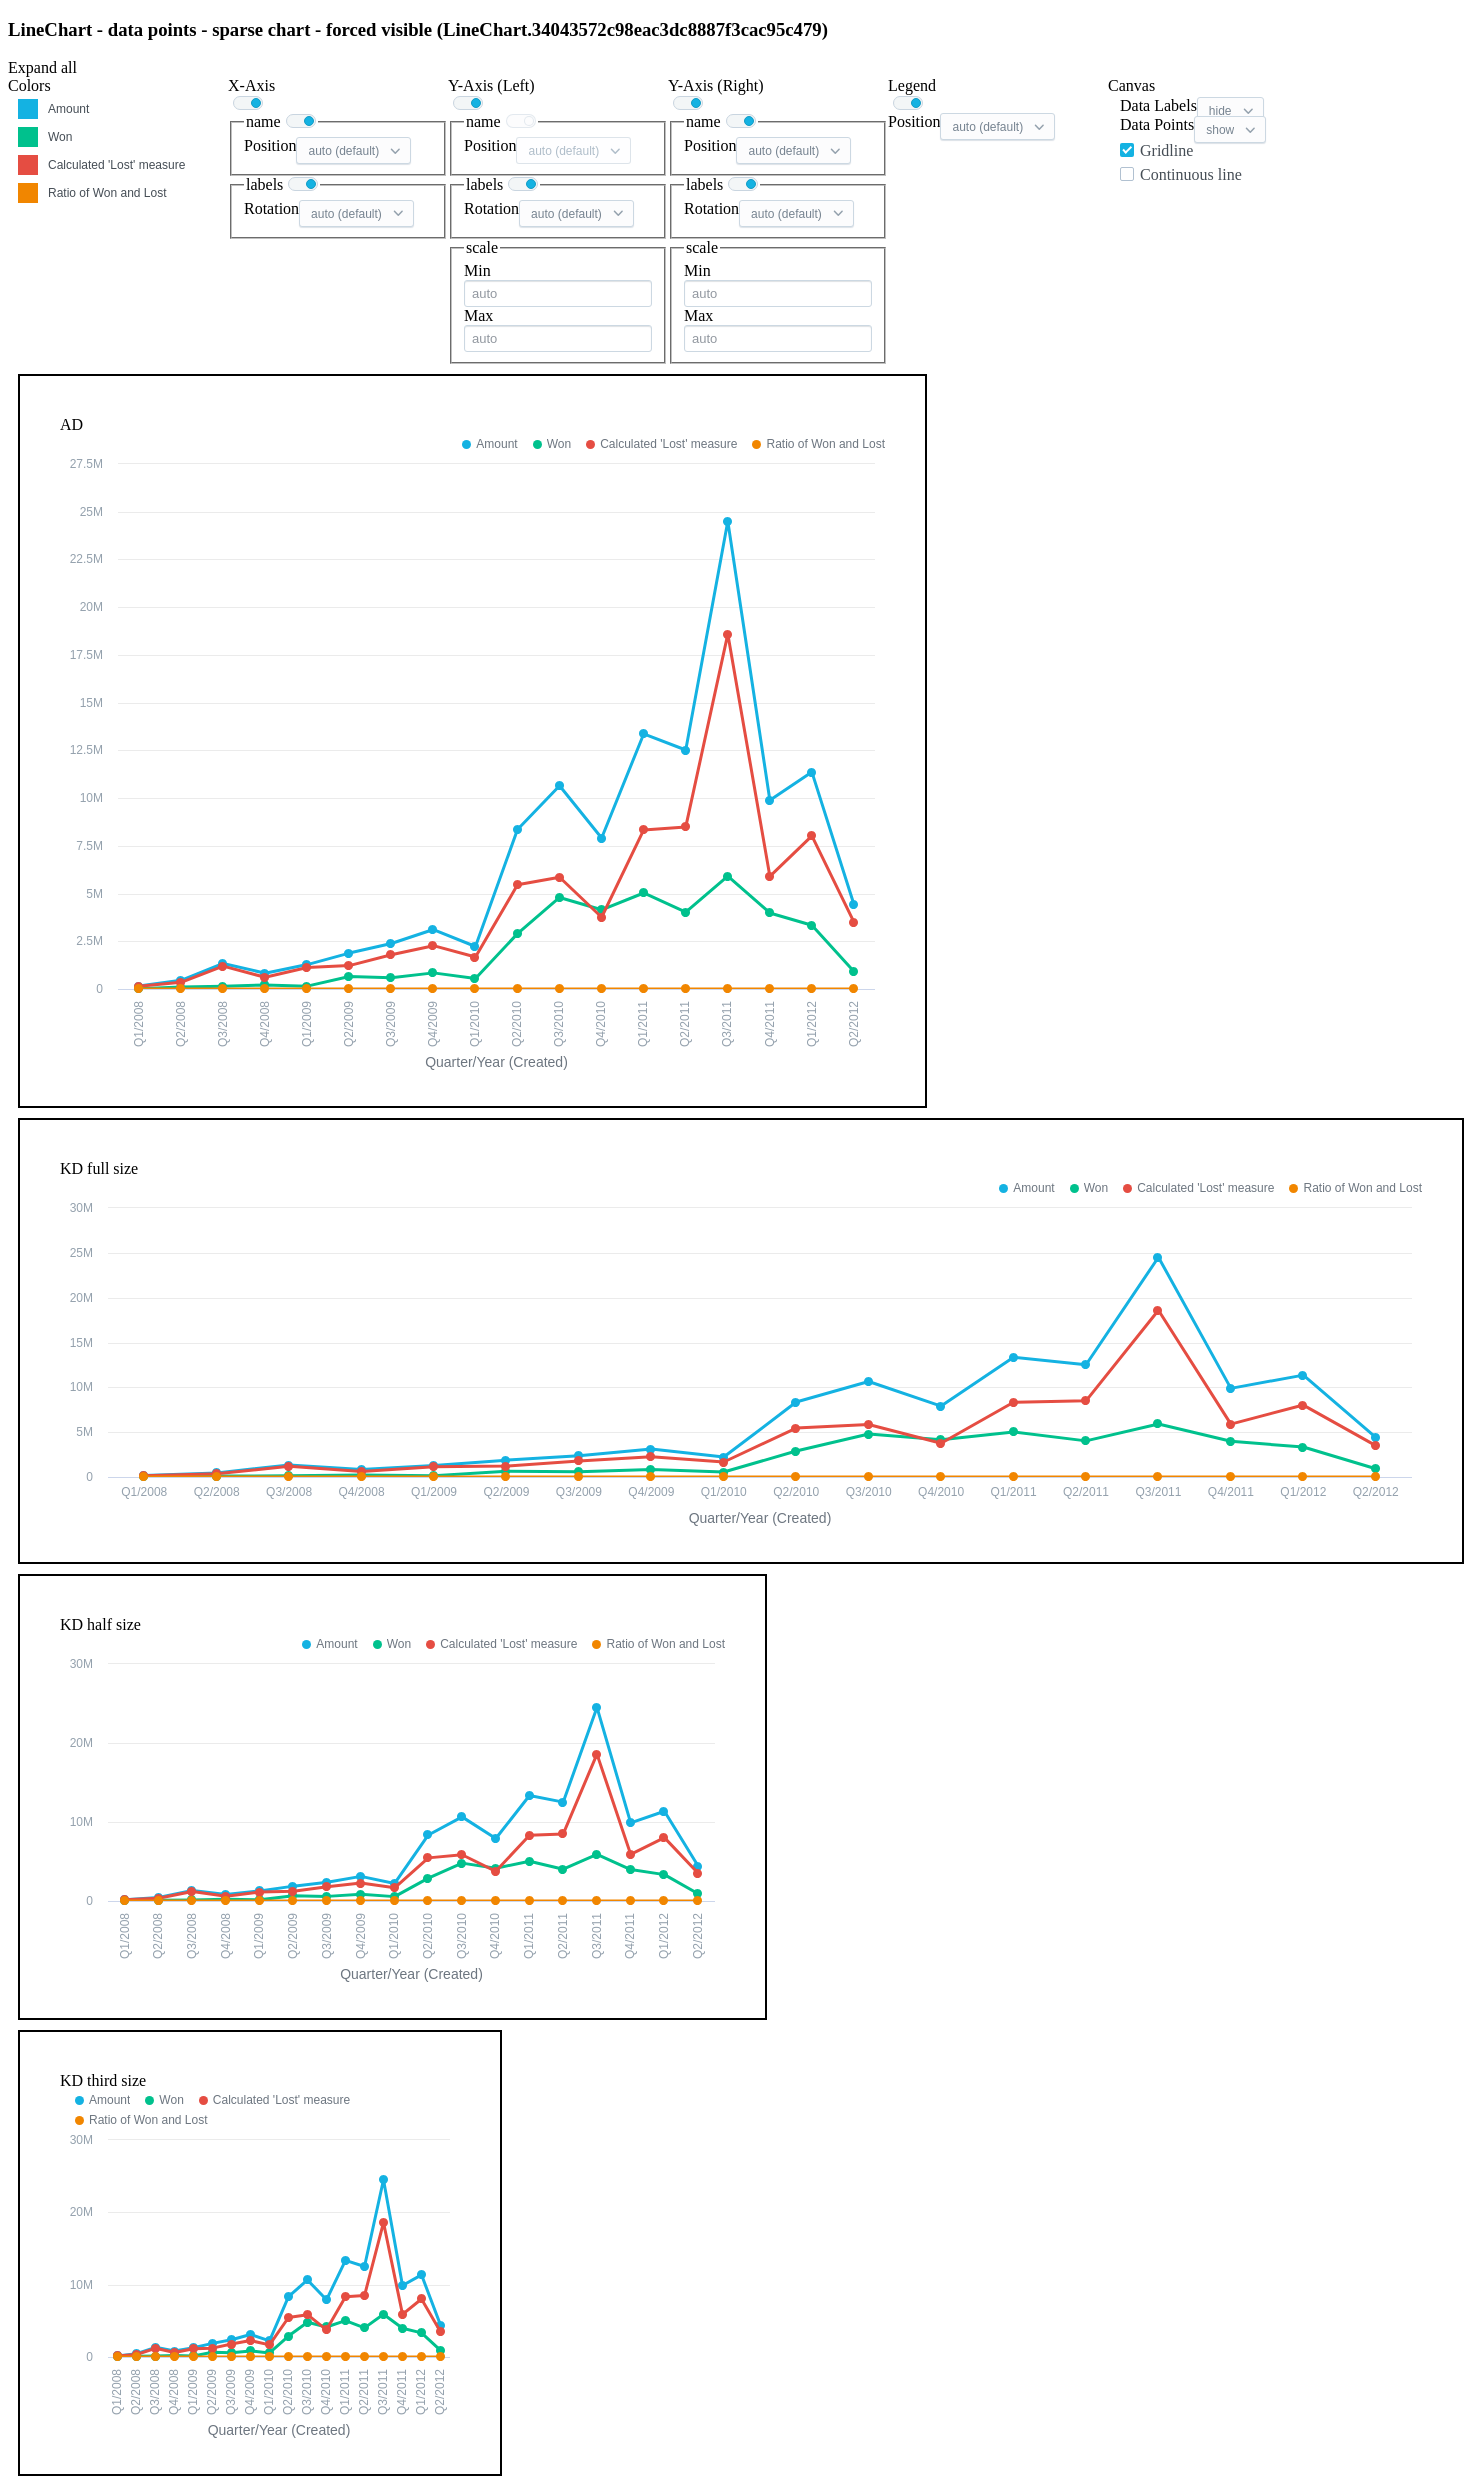 LineChart - data points - sparse chart - forced visible (LineChart.34043572c98eac3dc8887f3cac95c479)
Expand all
Colors
Amount
Won
Calculated 'Lost' measure
Ratio of Won and Lost
X-Axis
name
Position auto (default)
labels
Rotation auto (default)
Y-Axis (Left)
name
Position auto (default)
labels
Rotation auto (default)
scale
Min
auto
Max
auto
Y-Axis (Right)
name
Position auto (default)
labels
Rotation auto (default)
scale
Min
auto
Max
auto
Legend
Position auto (default)
Canvas
Data Labels hide
Data Points show
Gridline
Continuous line
AD
Amount Won Calculated 'Lost' measure Ratio of Won and Lost
27.5M
25M
22.5M
20M
17.5M
15M
12.5M
10M
7.5M
5M
2.5M
0
Q1/2008 Q2/2008 Q3/2008 Q4/2008 Q1/2009 Q2/2009 Q3/2009 Q4/2009 Q1/2010 Q2/2010 Q3/2010 Q4/2010 Q1/2011 Q2/2011 Q3/2011 Q4/2011 Q1/2012 Q2/2012
Quarter/Year (Created)
KD full size
Amount Won Calculated 'Lost' measure Ratio of Won and Lost
30M
25M
20M
15M
10M
5M
0
Q1/2008 Q2/2008 Q3/2008 Q4/2008 Q1/2009 Q2/2009 Q3/2009 Q4/2009 Q1/2010 Q2/2010 Q3/2010 Q4/2010 Q1/2011 Q2/2011 Q3/2011 Q4/2011 Q1/2012 Q2/2012
Quarter/Year (Created)
KD half size
Amount Won Calculated 'Lost' measure Ratio of Won and Lost
30M
20M
10M
0
Q1/2008 Q2/2008 Q3/2008 Q4/2008 Q1/2009 Q2/2009 Q3/2009 Q4/2009 Q1/2010 Q2/2010 Q3/2010 Q4/2010 Q1/2011 Q2/2011 Q3/2011 Q4/2011 Q1/2012 Q2/2012
Quarter/Year (Created)
KD third size
Amount Won Calculated 'Lost' measure
Ratio of Won and Lost
30M
20M
10M
0
Q1/2008 Q2/2008 Q3/2008 Q4/2008 Q1/2009 Q2/2009 Q3/2009 Q4/2009 Q1/2010 Q2/2010 Q3/2010 Q4/2010 Q1/2011 Q2/2011 Q3/2011 Q4/2011 Q1/2012 Q2/2012
Quarter/Year (Created)